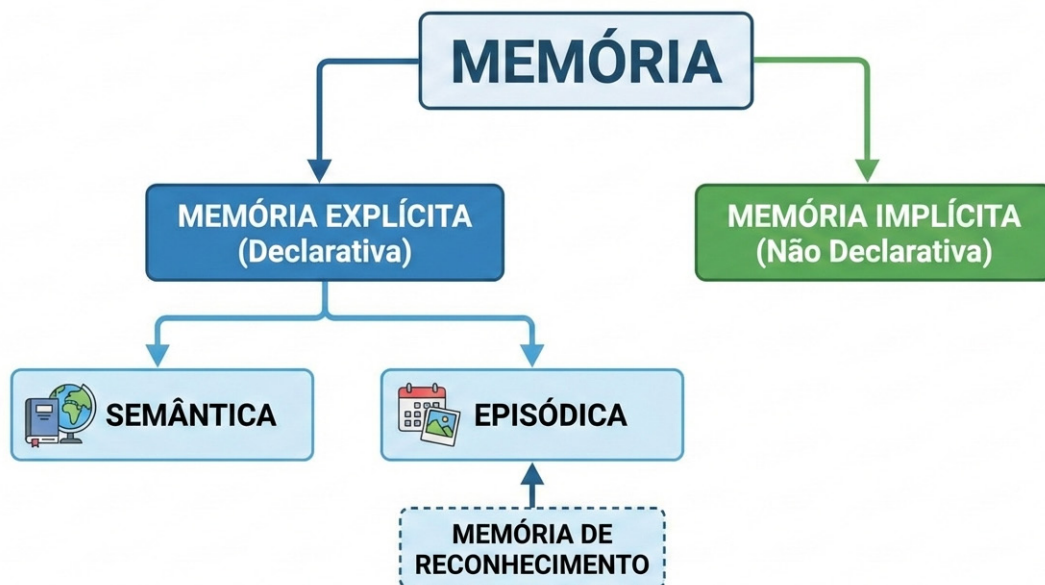 MEMÓRIA
MEMÓRIA EXPLÍCITA
(Declarativa)
MEMÓRIA IMPLÍCITA
(Não Declarativa)
SEMÂNTICA
EPISÓDICA
MEMÓRIA DE
RECONHECIMENTO